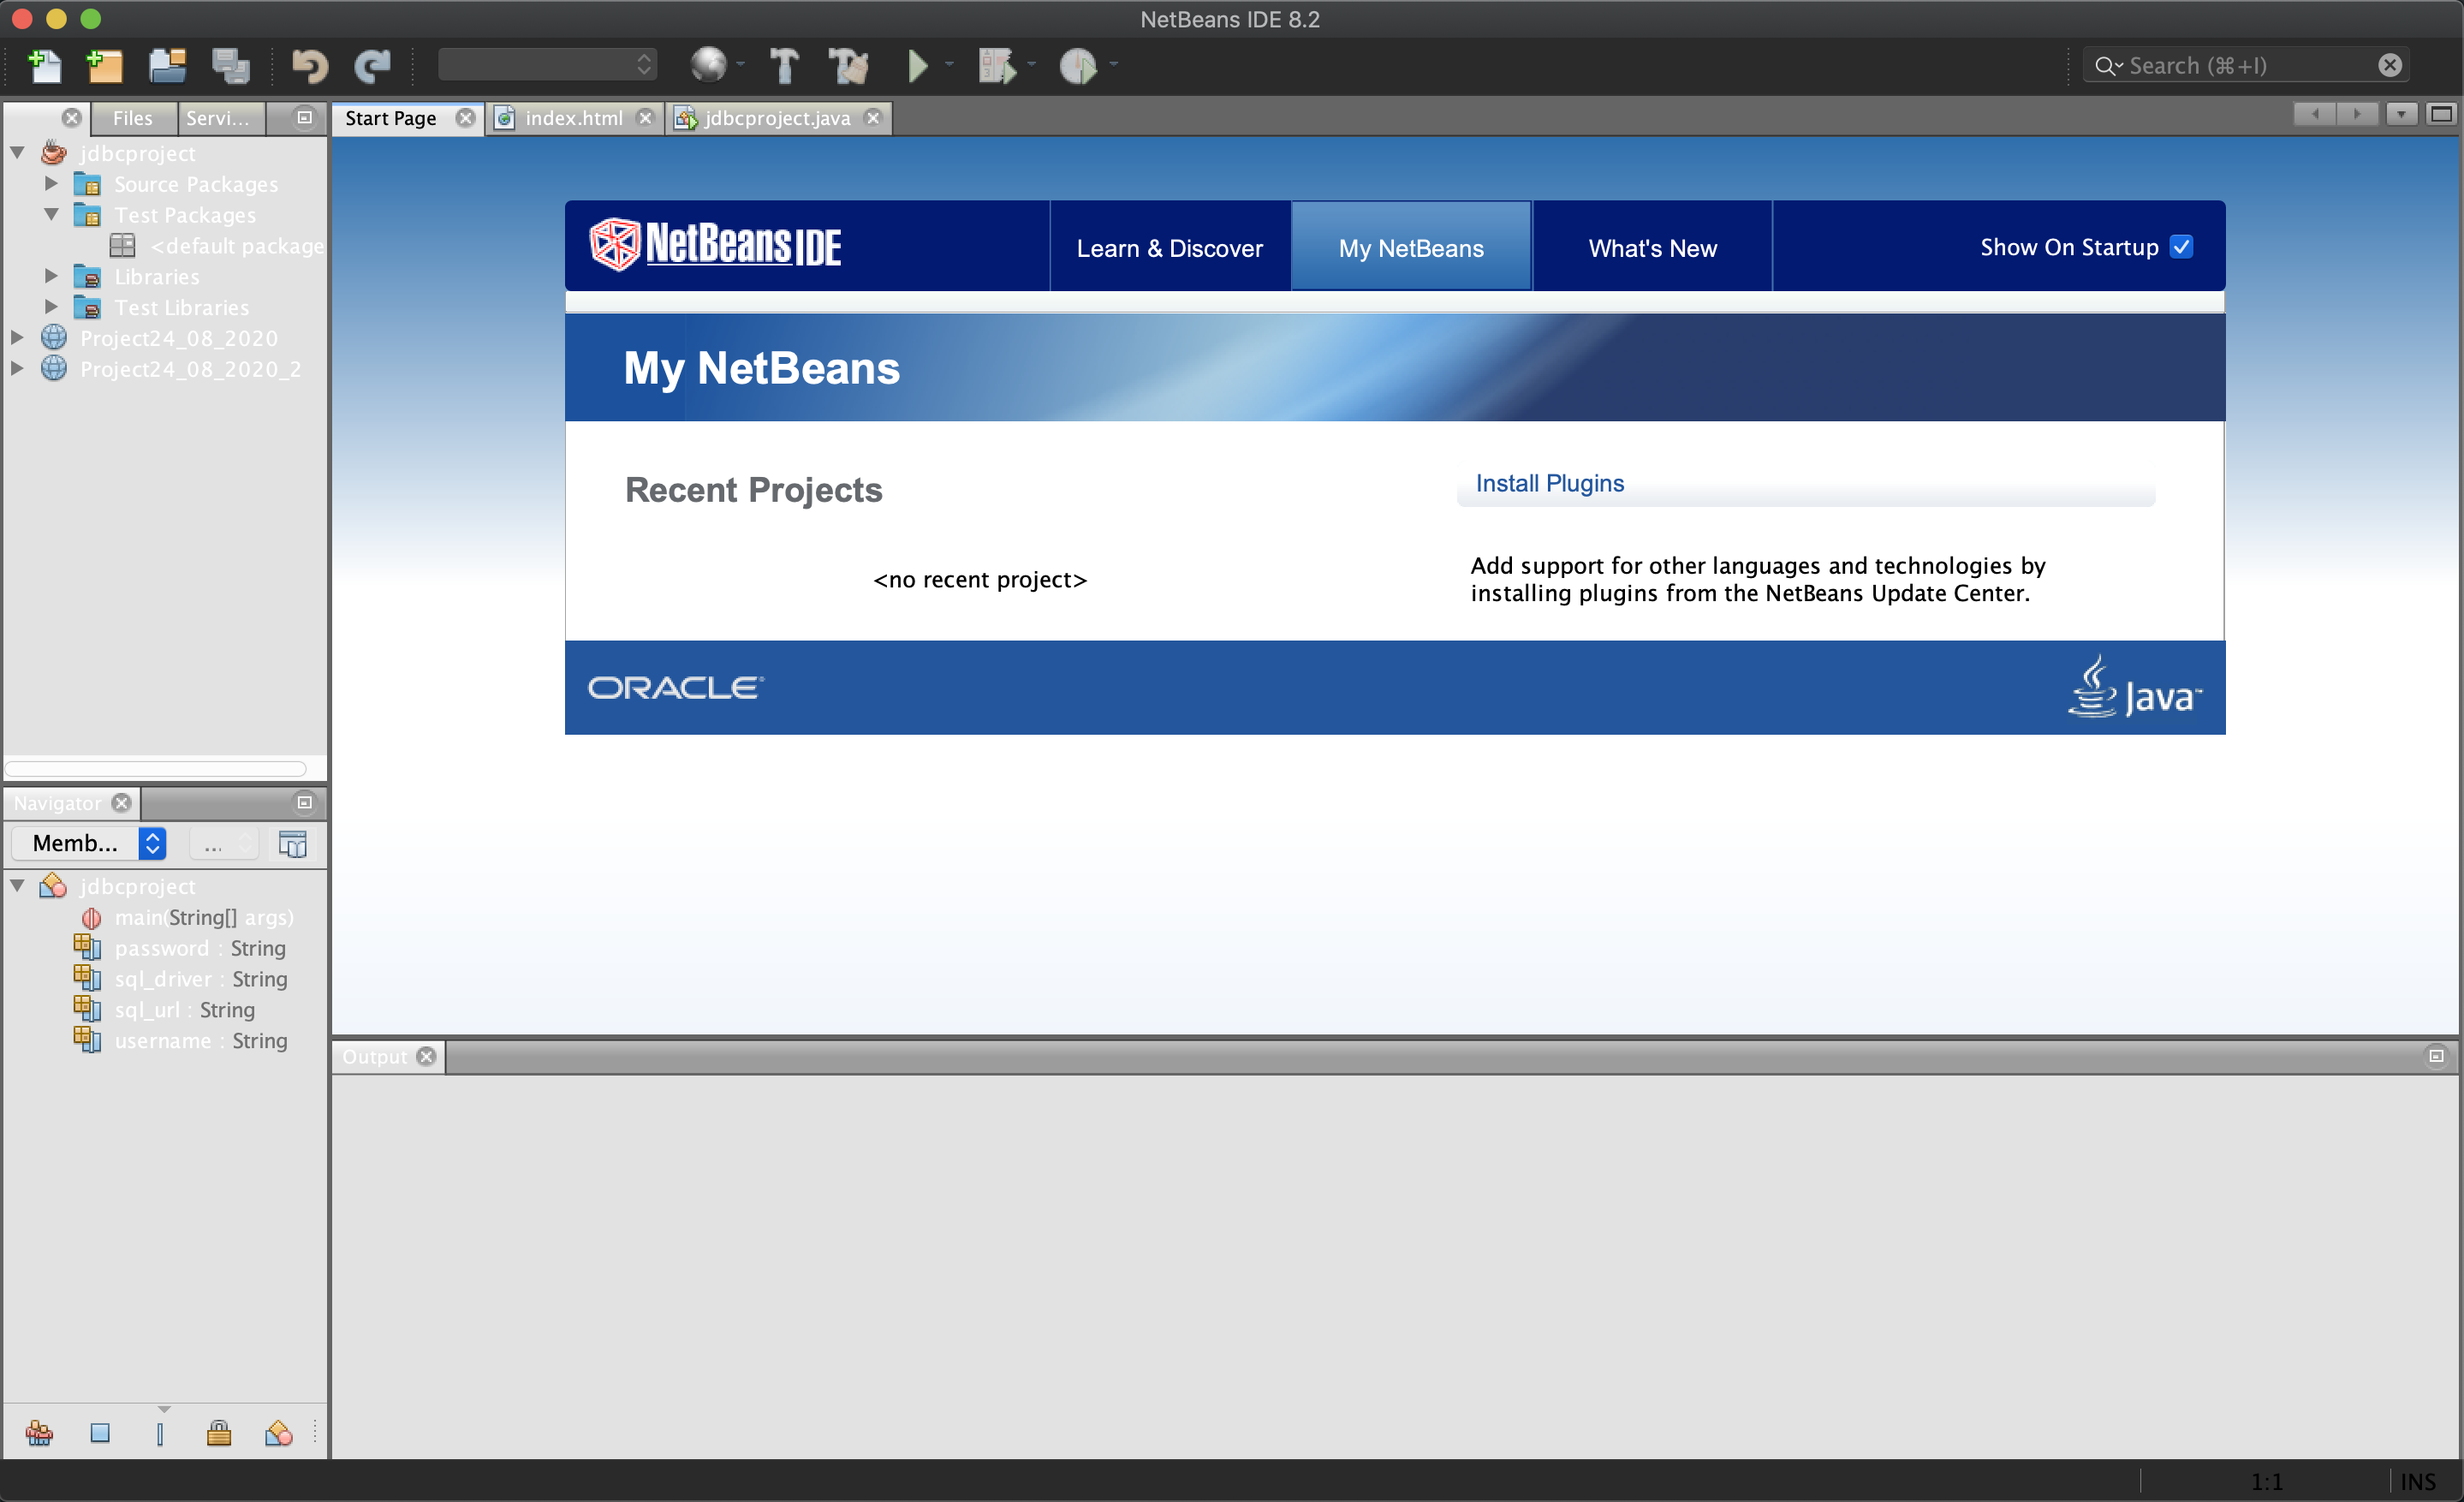 NetBeans IDE 8.2
Search (⌘+I)
Files
Servi...
Start Page
index.html
jdbcproject.java
jdbcproject
Source Packages
Test Packages
<default package
Libraries
Test Libraries
Project24_08_2020
Project24_08_2020_2
NetBeans IDE
Learn & Discover
My NetBeans
What's New
Show On Startup
My NetBeans
Recent Projects
<no recent project>
Install Plugins
Add support for other languages and technologies by
installing plugins from the NetBeans Update Center.
ORACLE
Java™
Navigator
Memb...
...
jdbcproject
main(String[] args)
password : String
sql_driver : String
sql_url : String
username : String
Output
1:1
INS